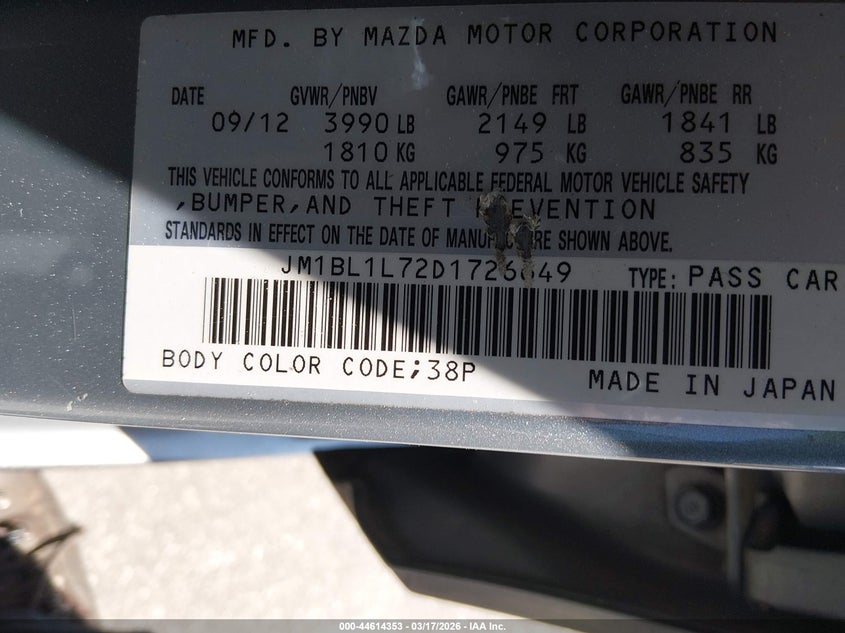 MFD. BY MAZDA MOTOR CORPORATION
DATE GVWR/PNBV GAWR/PNBE FRT GAWR/PNBE RR
09/12 3990 LB 2149 LB 1841 LB
1810 KG 975 KG 835 KG
THIS VEHICLE CONFORMS TO ALL APPLICABLE FEDERAL MOTOR VEHICLE SAFETY
,BUMPER,AND THEFT PREVENTION
STANDARDS IN EFFECT ON THE DATE OF MANUFACTURE SHOWN ABOVE.
JM1BL1L72D1726649 TYPE: PASS CAR
BODY COLOR CODE;38P
MADE IN JAPAN
000-44614353 - 03/17/2026 - IAA Inc.